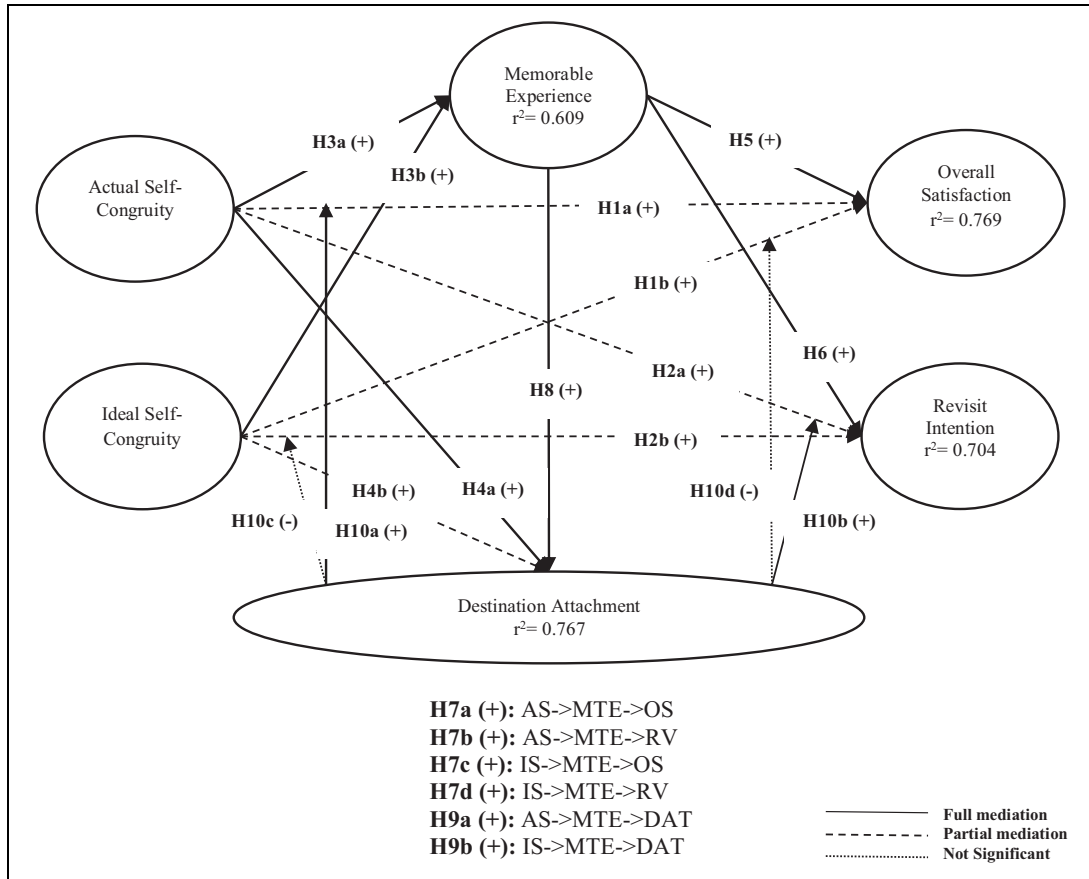 Memorable
Experience
r²= 0.609
H3a (+)
H5 (+)
H3b (+)
Actual Self-
Congruity
Overall
Satisfaction
r²= 0.769
H1a (+)
H1b (+)
H6 (+)
H2a (+)
H8 (+)
Ideal Self-
Congruity
Revisit
Intention
r²= 0.704
H2b (+)
H4b (+)
H4a (+)
H10d (-)
H10c (-)
H10a (+)
H10b (+)
Destination Attachment
r²= 0.767
H7a (+): AS->MTE->OS
H7b (+): AS->MTE->RV
H7c (+): IS->MTE->OS
H7d (+): IS->MTE->RV
H9a (+): AS->MTE->DAT
H9b (+): IS->MTE->DAT
Full mediation
Partial mediation
Not Significant